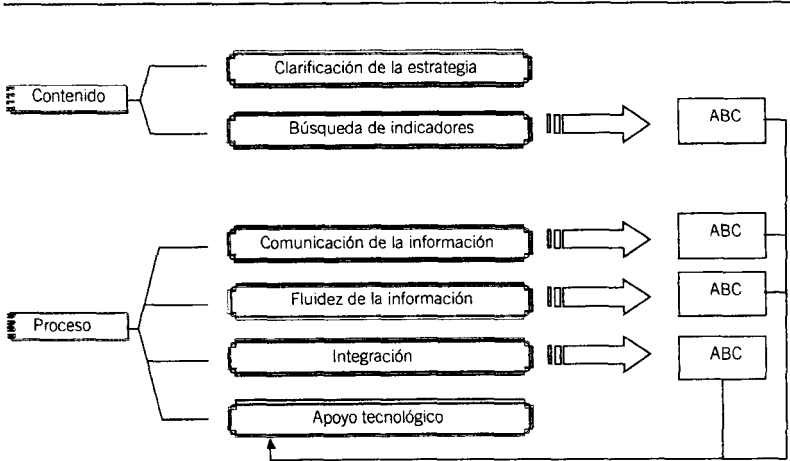 Clarificación de la estrategia
Contenido
Búsqueda de indicadores
ABC
Comunicación de la información
ABC
Fluidez de la información
ABC
Proceso
Integración
ABC
Apoyo tecnológico